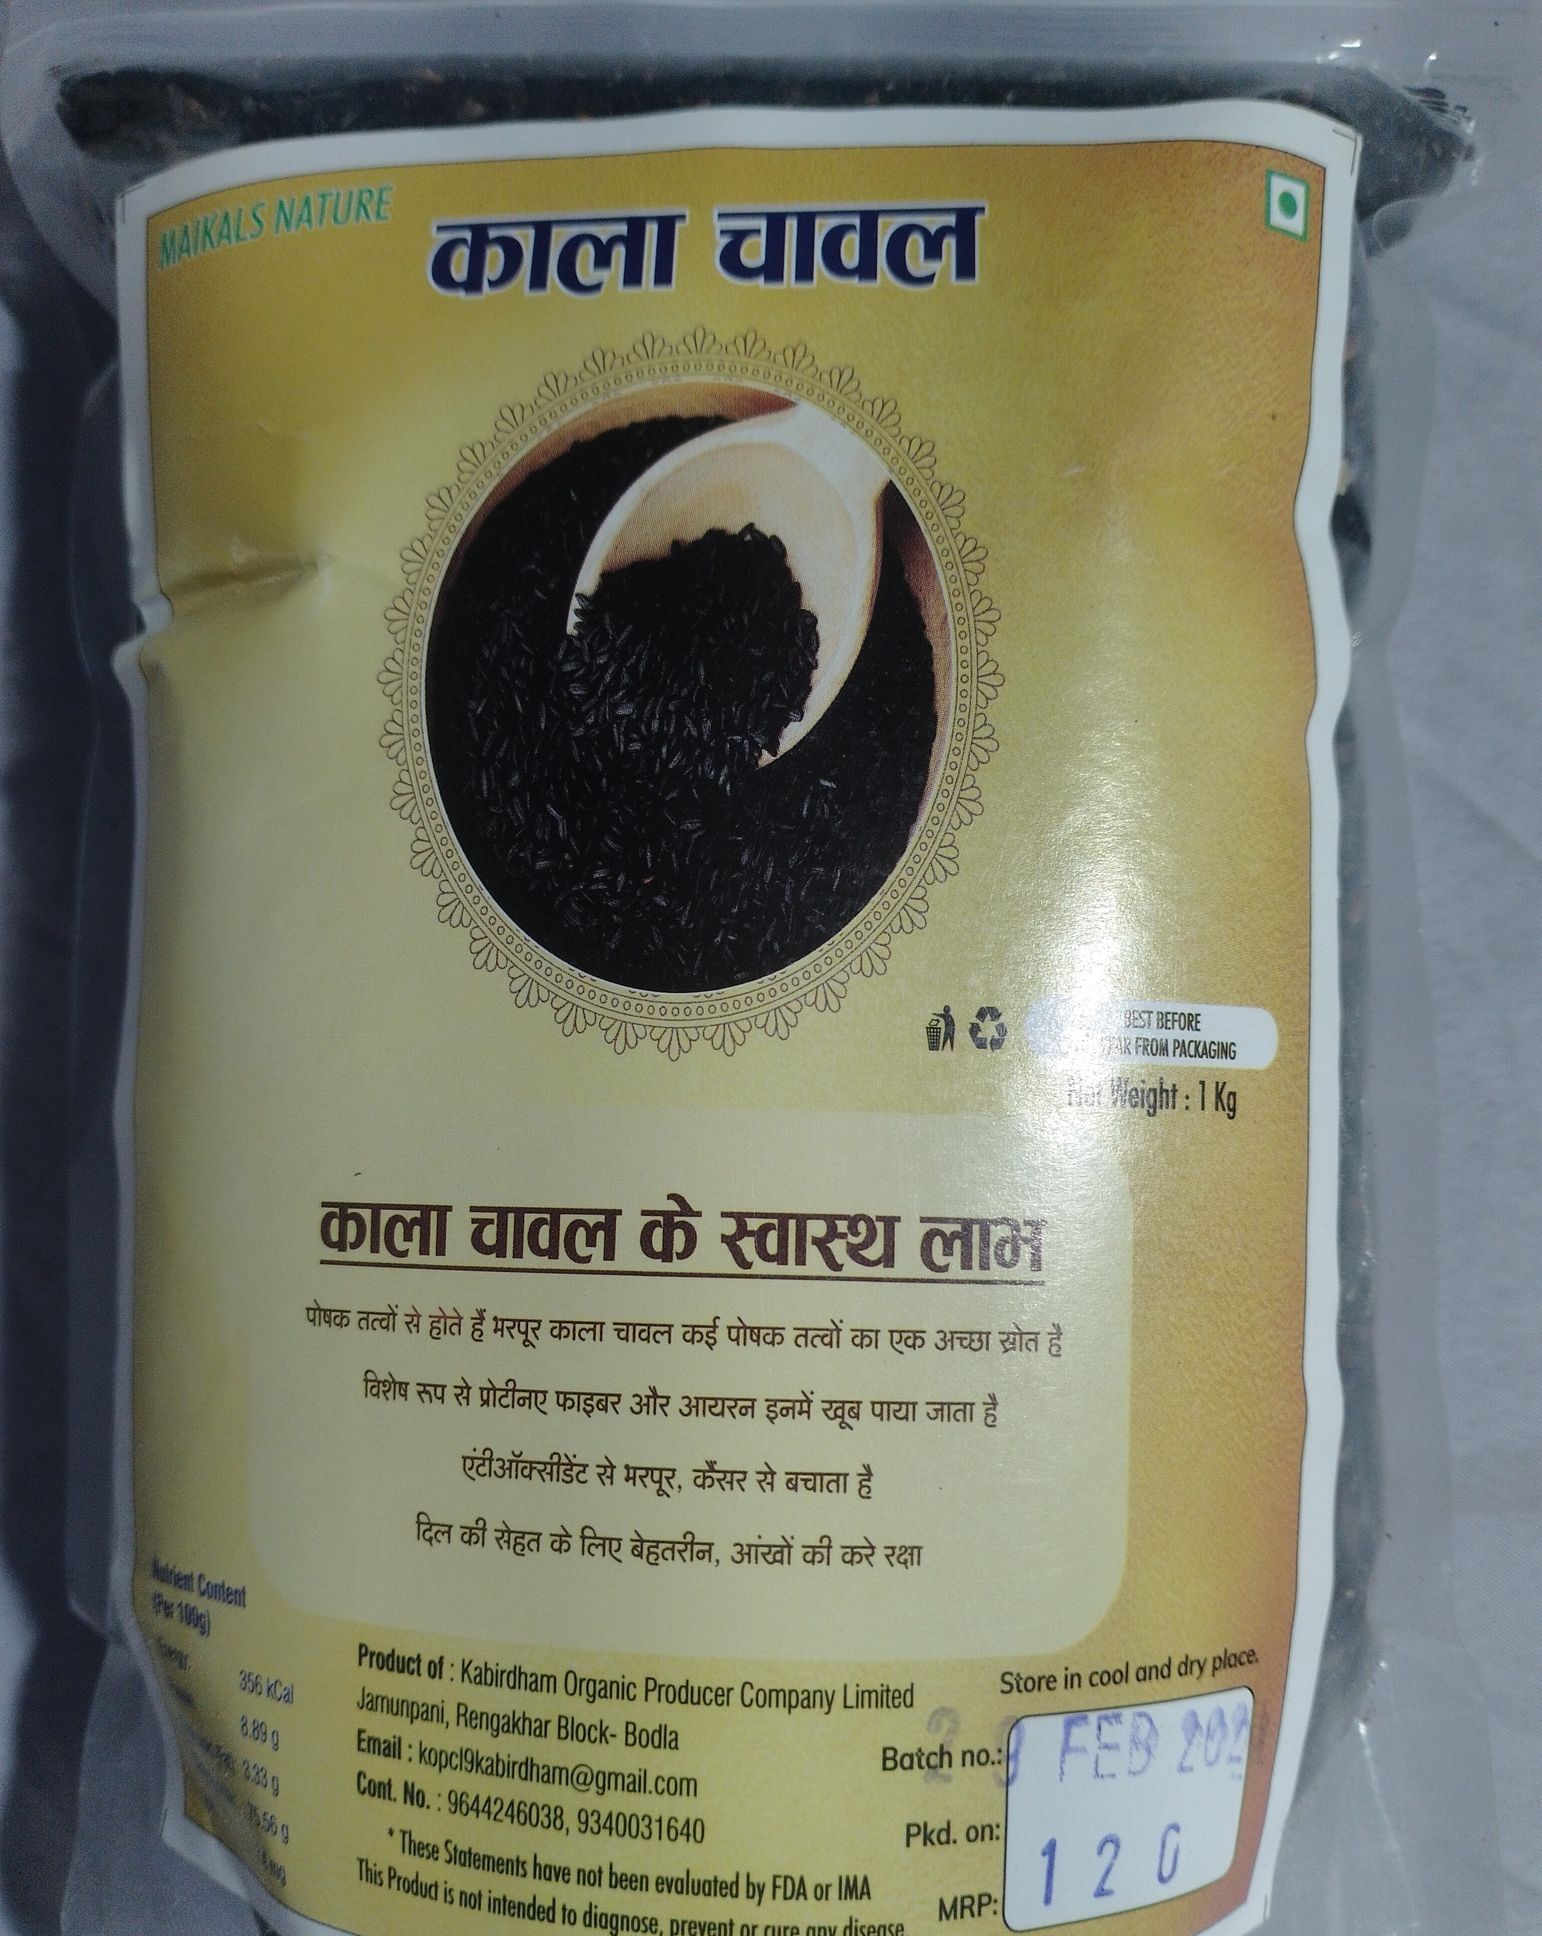 MAIKALS NATURE
काला चावल
BEST BEFORE
FROM PACKAGING
Net Weight : 1 Kg
काला चावल के स्वास्थ लाभ
पोषक तत्वों से होते हैं भरपूर काला चावल कई पोषक तत्वों का एक अच्छा स्रोत है
विशेष रूप से प्रोटीनए फाइबर और आयरन इनमें खूब पाया जाता है
एंटीऑक्सीडेंट से भरपूर, कैंसर से बचाता है
दिल की सेहत के लिए बेहतरीन, आंखों की करे रक्षा
Nutrient Content
(Per 100g)
Energy 356 kCal
8.89 g
3.33 g
75.56 g
Product of : Kabirdham Organic Producer Company Limited
Jamunpani, Rengakhar Block- Bodla
Email : kopcl9kabirdham@gmail.com
Cont. No. : 9644246038, 9340031640
* These Statements have not been evaluated by FDA or IMA
This Product is not intended to diagnose, prevent or cure any disease
Store in cool and dry place.
Batch no.:
FEB
Pkd. on:
MRP: 120